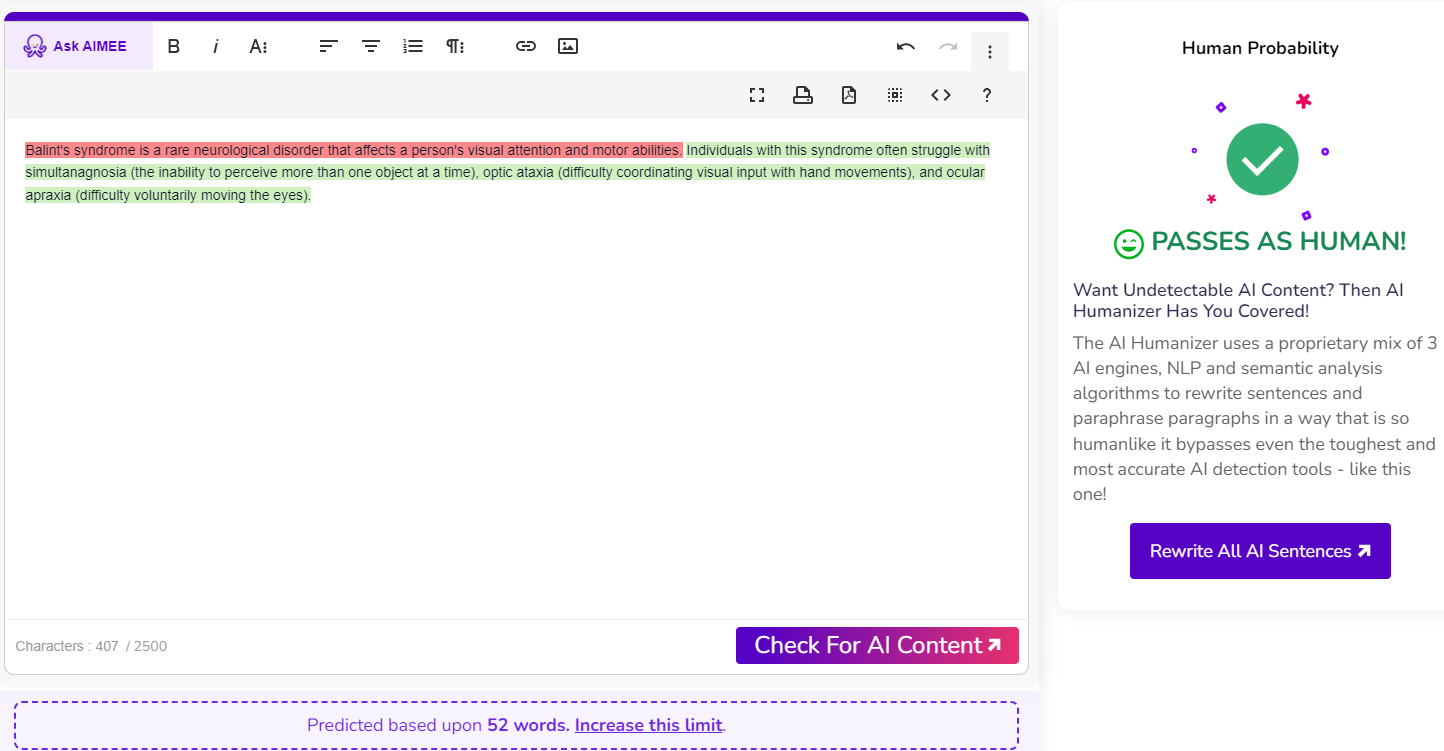 Ask AIMEE B i A
?
Balint's syndrome is a rare neurological disorder that affects a person's visual attention and motor abilities. Individuals with this syndrome often struggle with
simultanagnosia (the inability to perceive more than one object at a time), optic ataxia (difficulty coordinating visual input with hand movements), and ocular
apraxia (difficulty voluntarily moving the eyes).
Characters : 407 / 2500
Check For AI Content
Predicted based upon 52 words. Increase this limit.
Human Probability
PASSES AS HUMAN!
Want Undetectable AI Content? Then AI
Humanizer Has You Covered!
The AI Humanizer uses a proprietary mix of 3
AI engines, NLP and semantic analysis
algorithms to rewrite sentences and
paraphrase paragraphs in a way that is so
humanlike it bypasses even the toughest and
most accurate AI detection tools - like this
one!
Rewrite All AI Sentences